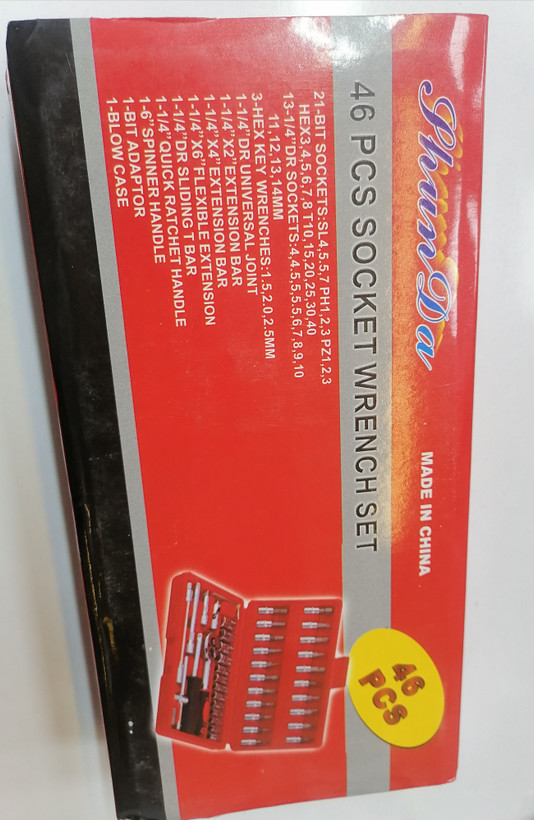 ShunDa
MADE IN CHINA
46 PCS SOCKET WRENCH SET
21-BIT SOCKETS:SL4,5.5,7 PH1,2,3 PZ1,2,3
HEX3,4,5,6,7,8 T10,15,20,25,30,40
13-1/4"DR SOCKETS:4,4.5,5,5.5,6,7,8,9,10
11,12,13,14MM
3-HEX KEY WRENCHES:1.5,2.0,2.5MM
1-1/4"DR UNIVERSAL JOINT
1-1/4"X2"EXTENSION BAR
1-1/4"X4"EXTENSION BAR
1-1/4"X6"FLEXIBLE EXTENSION
1-1/4"DR SLIDING T BAR
1-1/4"QUICK RATCHET HANDLE
1-6"SPINNER HANDLE
1-BIT ADAPTOR
1-BLOW CASE
46
PCS